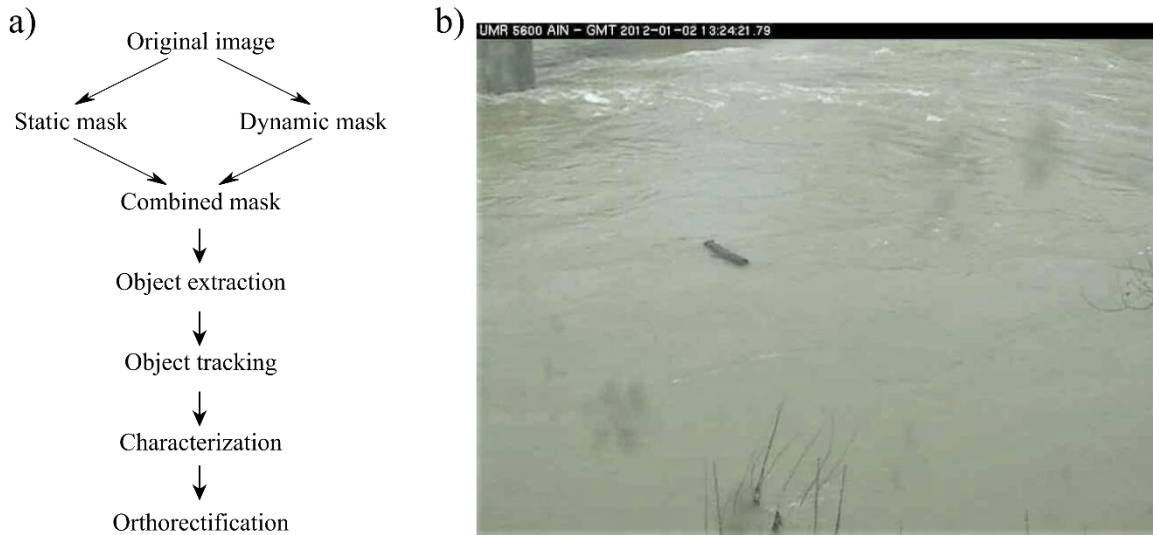 a)
Original image
Static mask
Dynamic mask
Combined mask
Object extraction
Object tracking
Characterization
Orthorectification
b)
UMR 5600 AIN - GMT 2012-01-02 13:24:21.79